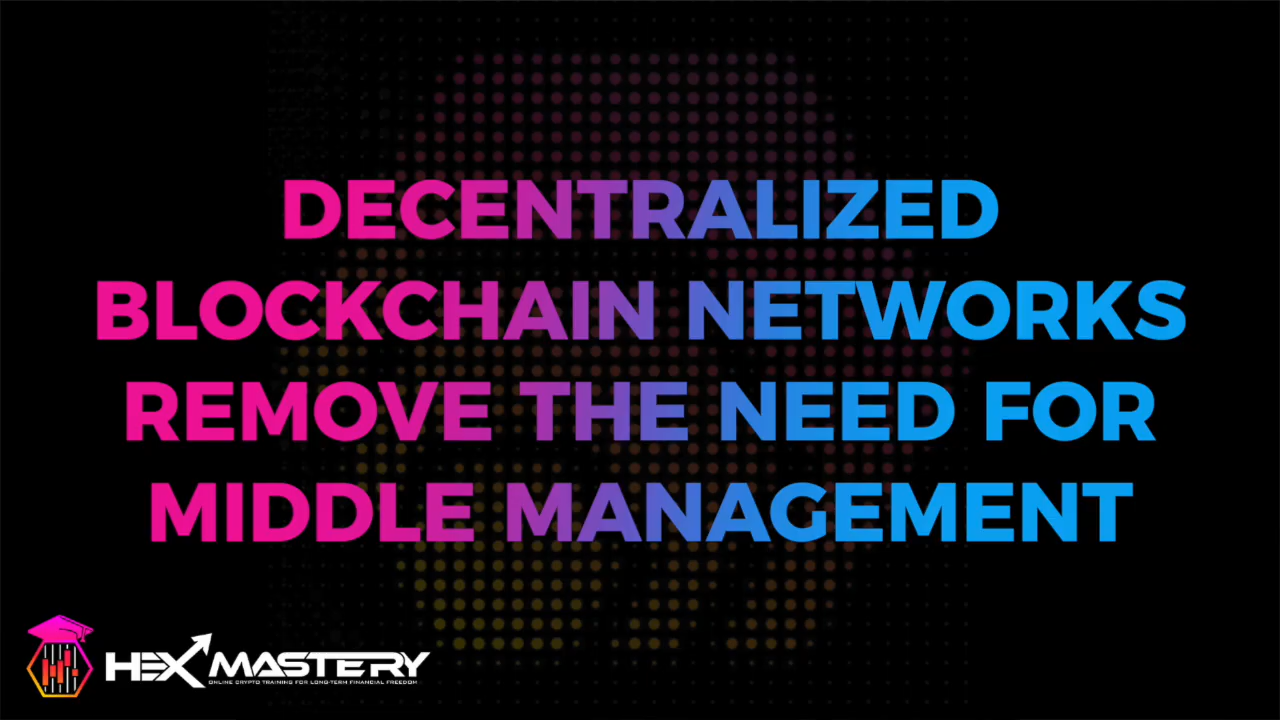 DECENTRALIZED
BLOCKCHAIN NETWORKS
REMOVE THE NEED FOR
MIDDLE MANAGEMENT
HEX MASTERY
ONLINE CRYPTO TRAINING FOR LONG-TERM FINANCIAL FREEDOM